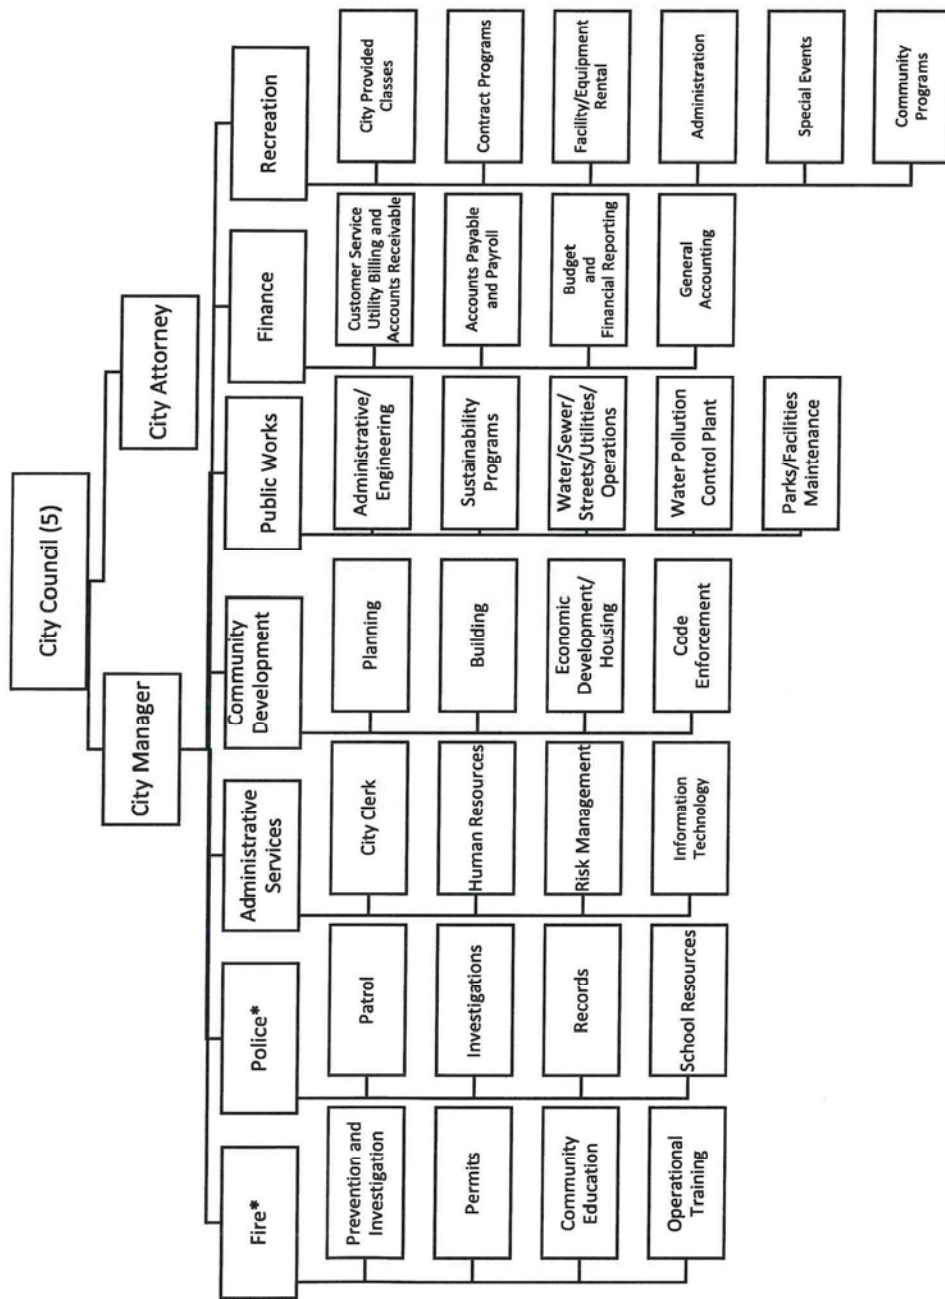 City Council (5)
City Manager
City Attorney
Fire*
Prevention and
Investigation
Permits
Community
Education
Operational
Training
Police*
Patrol
Investigations
Records
School Resources
Administrative
Services
City Clerk
Human Resources
Risk Management
Information
Technology
Community
Development
Planning
Building
Economic
Development/
Housing
Code
Enforcement
Public Works
Administrative/
Engineering
Sustainability
Programs
Water/Sewer/
Streets/Utilities/
Operations
Water Pollution
Control Plant
Parks/Facilities
Maintenance
Finance
Customer Service
Utility Billing and
Accounts Receivable
Accounts Payable
and Payroll
Budget
and
Financial Reporting
General
Accounting
Recreation
City Provided
Classes
Contract Programs
Facility/Equipment
Rental
Administration
Special Events
Community
Programs